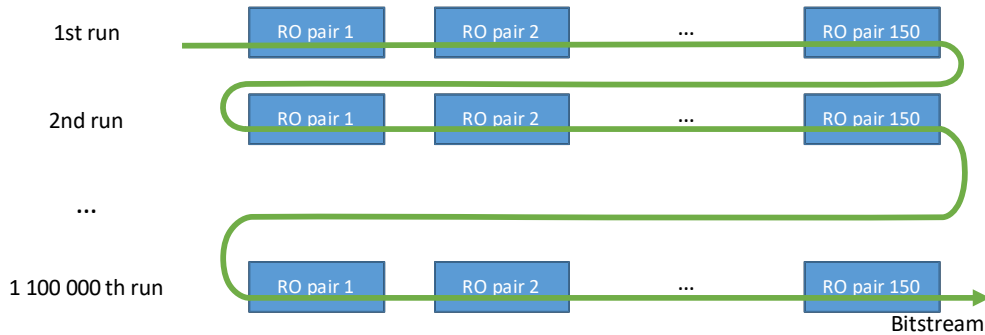 1st run RO pair 1 RO pair 2 ... RO pair 150
2nd run RO pair 1 RO pair 2 ... RO pair 150
...
1 100 000 th run RO pair 1 RO pair 2 ... RO pair 150
Bitstream